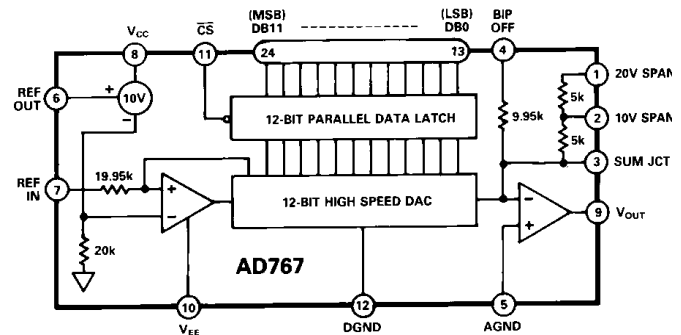 (MSB) (LSB) BIP
VCC CS DB11 DB0 OFF
8 11 24 13 4
1 20V SPAN
REF OUT 6 + 10V − 5k
12-BIT PARALLEL DATA LATCH 9.95k 2 10V SPAN
5k
3 SUM JCT
REF IN 7 19.95k + − 12-BIT HIGH SPEED DAC − + 9 VOUT
20k
AD767
10 12 5
VEE DGND AGND